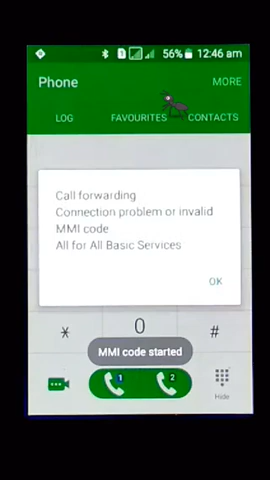 1 56% 12:46 am
Phone MORE
LOG FAVOURITES CONTACTS
Call forwarding
Connection problem or invalid
MMI code
All for All Basic Services
OK
* 0 #
MMI code started
1 2
Hide